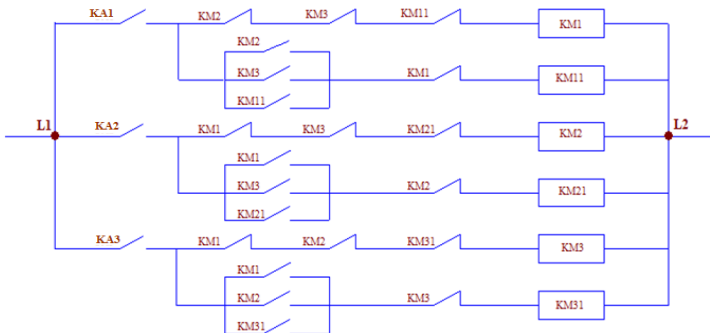 KA1 KM2 KM3 KM11 KM1
KM2
KM3 KM1 KM11
KM11
L1 KA2 KM1 KM3 KM21 KM2 L2
KM1
KM3 KM2 KM21
KM21
KA3 KM1 KM2 KM31 KM3
KM1
KM2 KM3 KM31
KM31